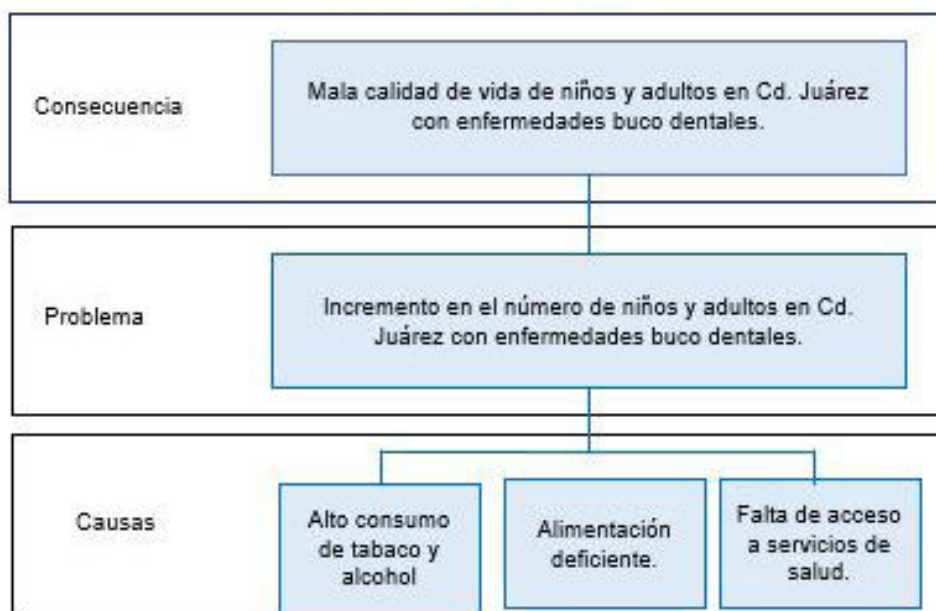 Consecuencia
Mala calidad de vida de niños y adultos en Cd. Juárez
con enfermedades buco dentales.
Problema
Incremento en el número de niños y adultos en Cd.
Juárez con enfermedades buco dentales.
Causas
Alto consumo
de tabaco y
alcohol
Alimentación
deficiente.
Falta de acceso
a servicios de
salud.